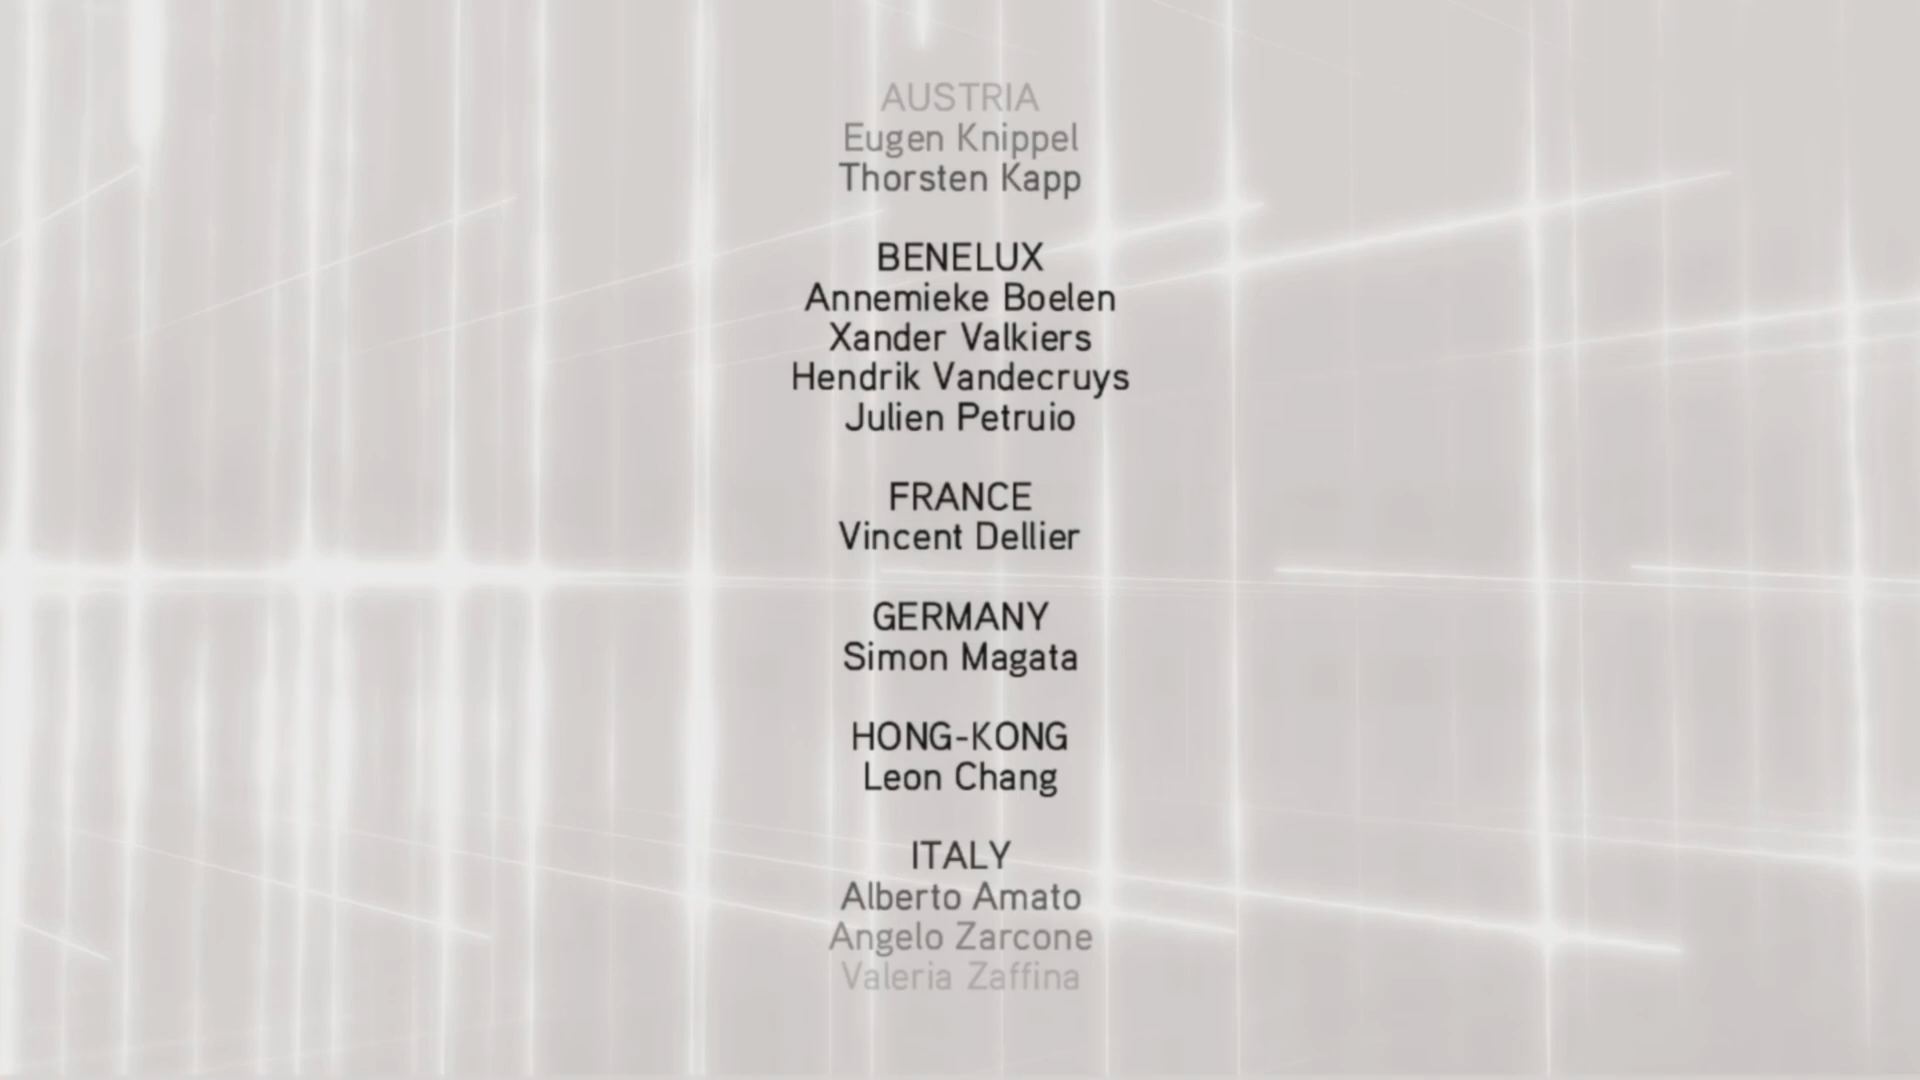 AUSTRIA
Eugen Knippel
Thorsten Kapp
BENELUX
Annemieke Boelen
Xander Valkiers
Hendrik Vandecruys
Julien Petruio
FRANCE
Vincent Dellier
GERMANY
Simon Magata
HONG-KONG
Leon Chang
ITALY
Alberto Amato
Angelo Zarcone
Valeria Zaffina